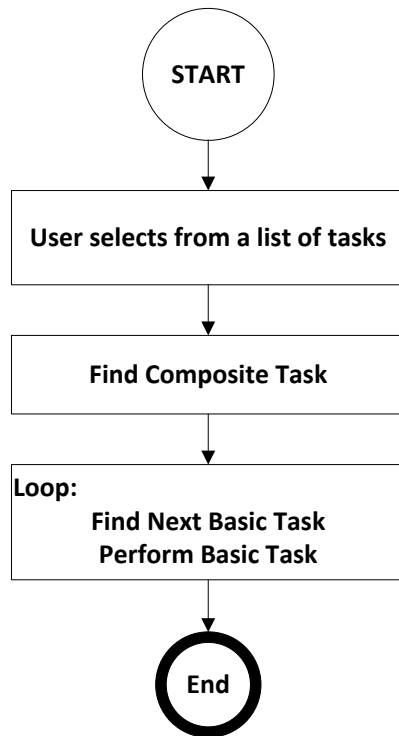 START
User selects from a list of tasks
Find Composite Task
Loop:
Find Next Basic Task
Perform Basic Task
End